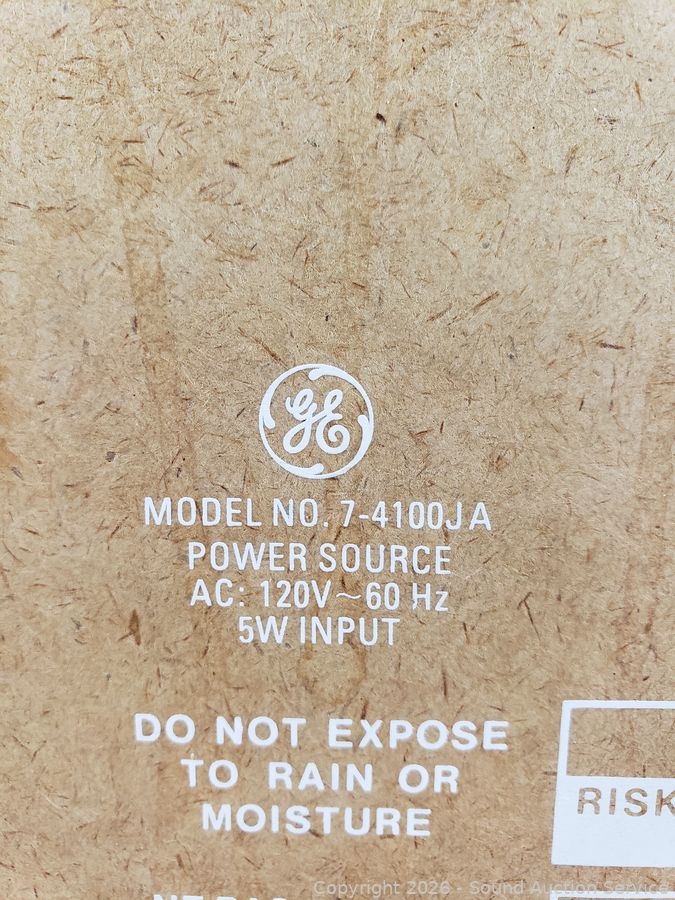 GE
MODEL NO. 7-4100JA
POWER SOURCE
AC: 120V~60 Hz
5W INPUT
DO NOT EXPOSE
TO RAIN OR
MOISTURE
RISK
Copyright 2026 - Sound Auction Service